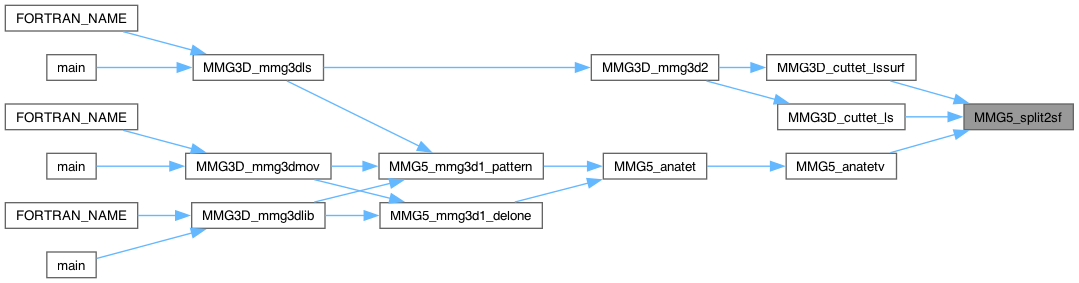 FORTRAN_NAME
main
MMG3D_mmg3dls
MMG3D_mmg3d2
MMG3D_cuttet_lssurf
FORTRAN_NAME
MMG3D_cuttet_ls
MMG5_split2sf
main
MMG3D_mmg3dmov
MMG5_mmg3d1_pattern
MMG5_anatet
MMG5_anatetv
FORTRAN_NAME
MMG3D_mmg3dlib
MMG5_mmg3d1_delone
main